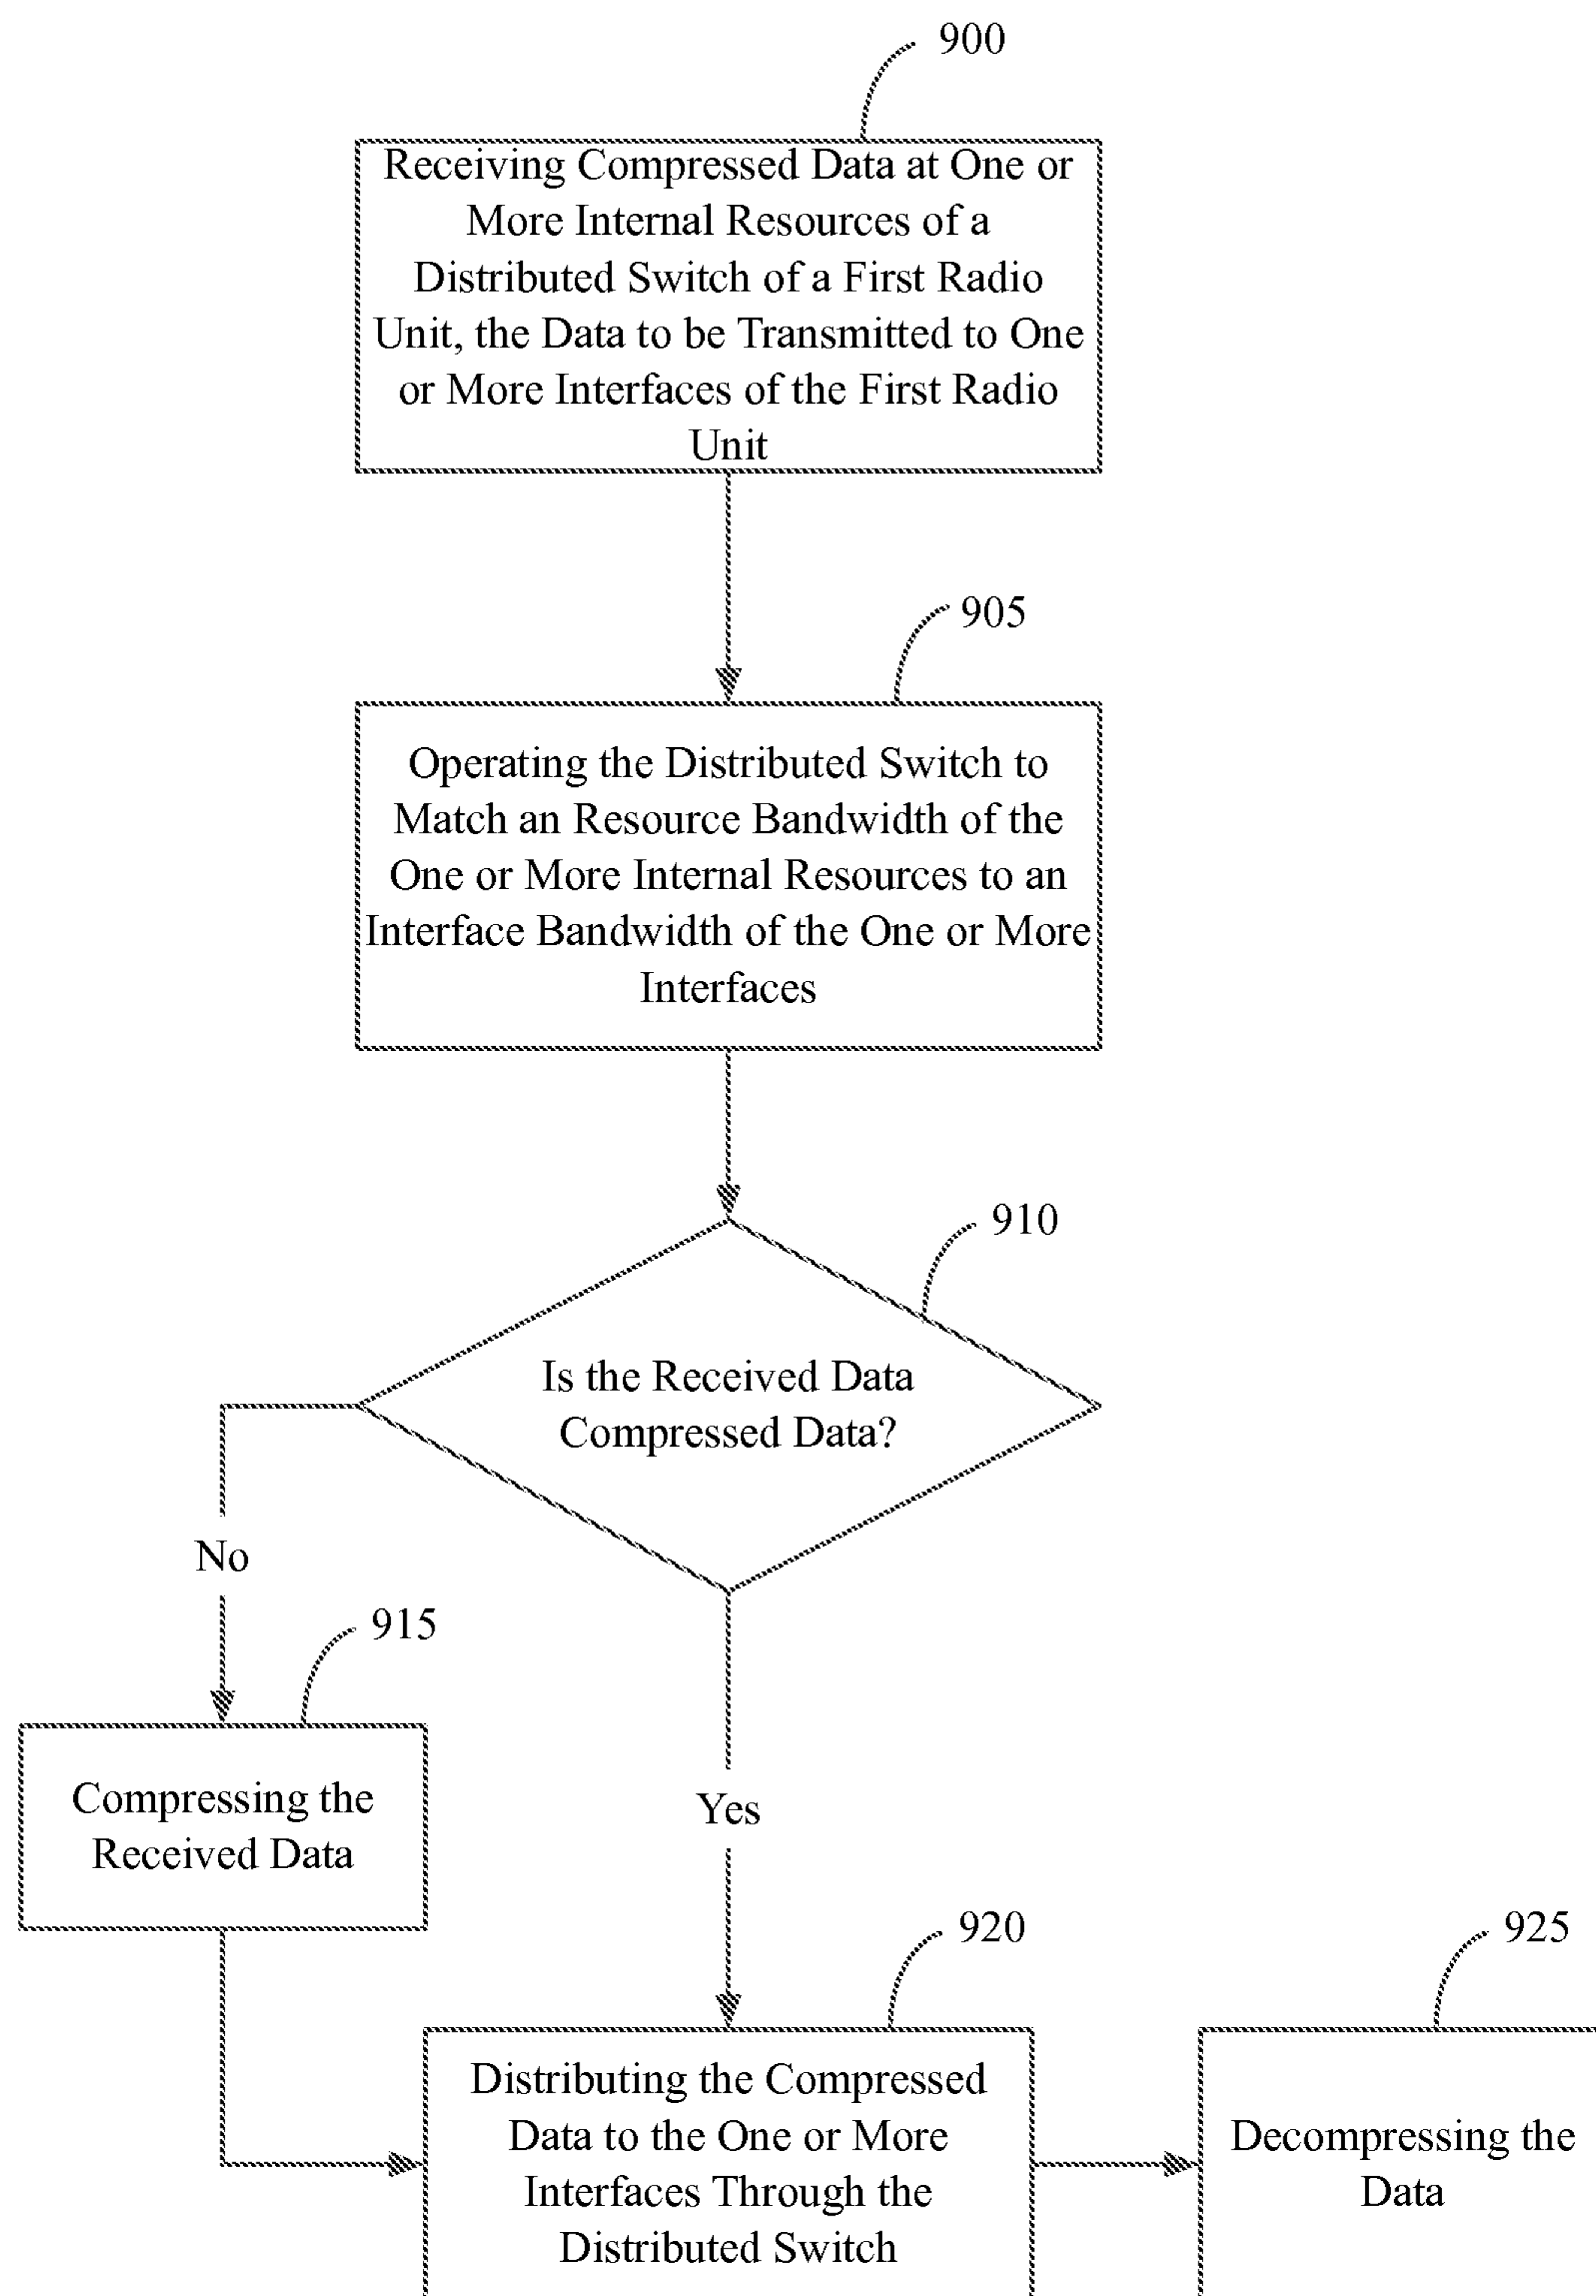 900
Receiving Compressed Data at One or
More Internal Resources of a
Distributed Switch of a First Radio
Unit, the Data to be Transmitted to One
or More Interfaces of the First Radio
Unit
905
Operating the Distributed Switch to
Match an Resource Bandwidth of the
One or More Internal Resources to an
Interface Bandwidth of the One or More
Interfaces
910
Is the Received Data
Compressed Data?
No
915
Compressing the
Received Data
Yes
920
Distributing the Compressed
Data to the One or More
Interfaces Through the
Distributed Switch
925
Decompressing the
Data